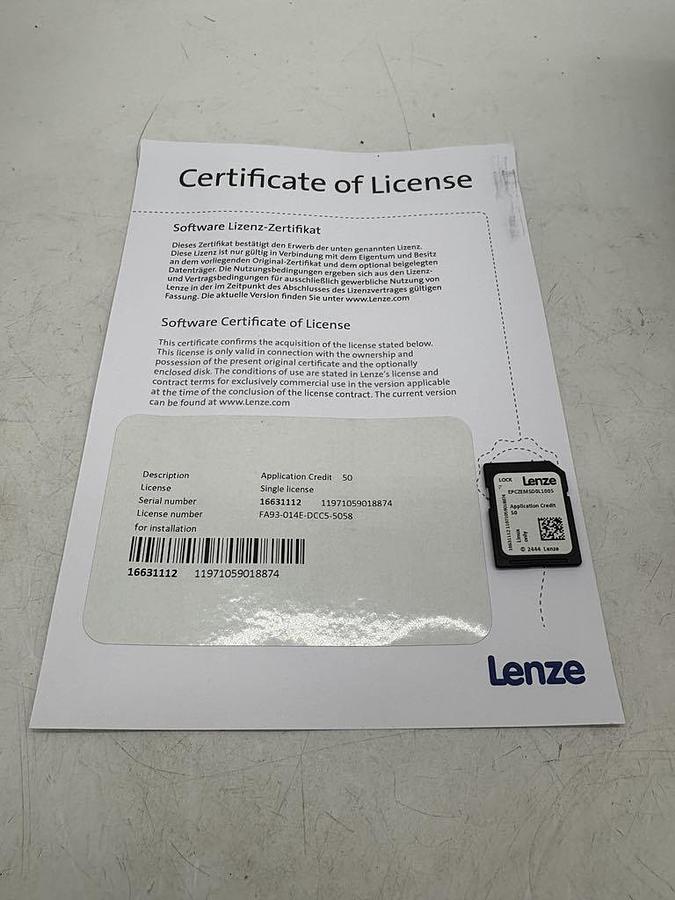 Certificate of License
Software Lizenz-Zertifikat
Dieses Zertifikat bestätigt den Erwerb der unten genannten Lizenz.
Diese Lizenz ist nur gültig in Verbindung mit dem Eigentum und Besitz
an dem vorliegenden Original-Zertifikat und dem optional beigelegten
Datenträger. Die Nutzungsbedingungen ergeben sich aus den Lizenz-
und Vertragsbedingungen für ausschließlich gewerbliche Nutzung von
Lenze in der im Zeitpunkt des Abschlusses des Lizenzvertrages gültigen
Fassung. Die aktuelle Version finden Sie unter www.Lenze.com
Software Certificate of License
This certificate confirms the acquisition of the license stated below.
This license is only valid in connection with the ownership and
possession of the present original certificate and the optionally
enclosed disk. The conditions of use are stated in Lenze's license and
contract terms for exclusively commercial use in the version applicable
at the time of the conclusion of the license contract. The current version
can be found at www.Lenze.com
Description Application Credit 50
License Single license
Serial number 16631112 11971059018874
License number FA93-014E-DCC5-5058
for installation
16631112 11971059018874
LOCK Lenze
EPCZEMSD0L100S
Application Credit
50
Linux
only
16631112 11971059018874
© 2444 Lenze
Lenze